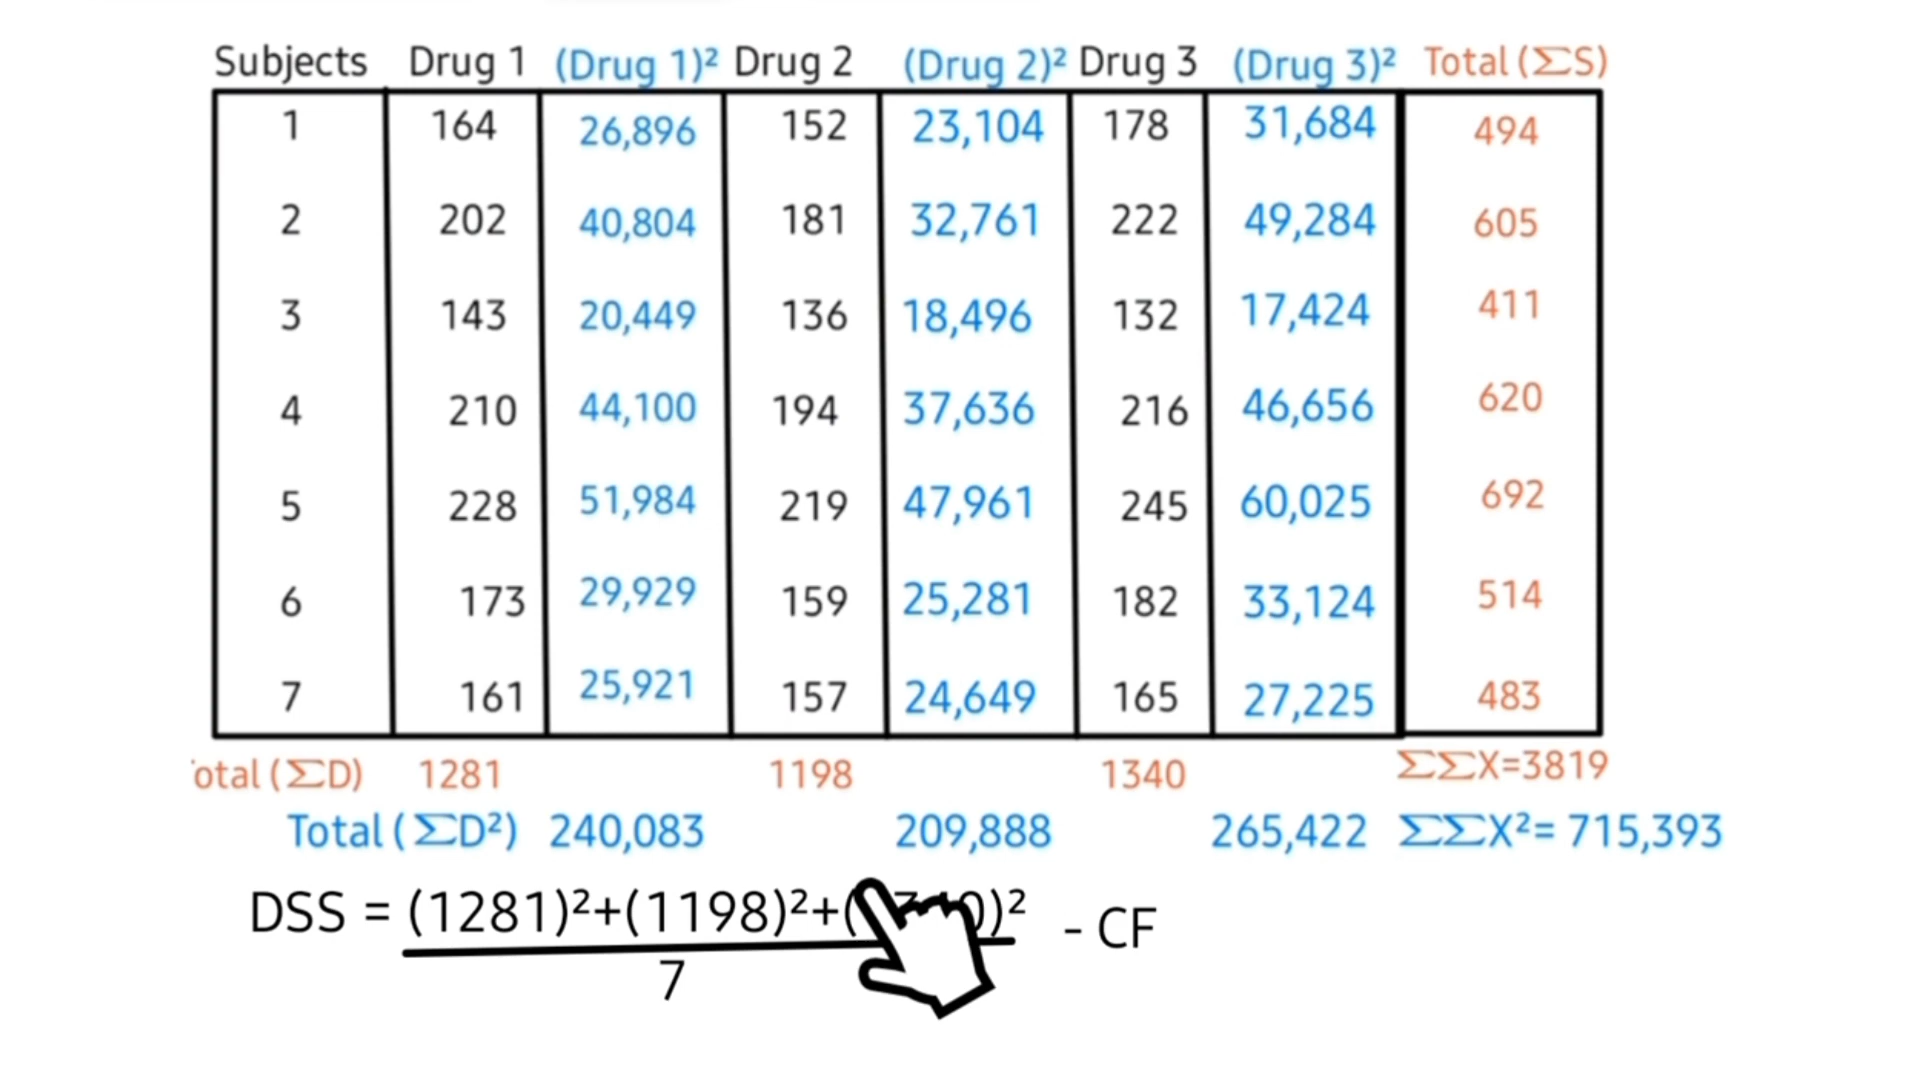 Subjects Drug 1 (Drug 1)² Drug 2 (Drug 2)² Drug 3 (Drug 3)² Total (ΣS)
1 164 26,896 152 23,104 178 31,684 494
2 202 40,804 181 32,761 222 49,284 605
3 143 20,449 136 18,496 132 17,424 411
4 210 44,100 194 37,636 216 46,656 620
5 228 51,984 219 47,961 245 60,025 692
6 173 29,929 159 25,281 182 33,124 514
7 161 25,921 157 24,649 165 27,225 483
otal (ΣD) 1281 1198 1340 ΣΣX=3819
Total (ΣD²) 240,083 209,888 265,422 ΣΣX²= 715,393
DSS = (1281)²+(1198)²+( 0)² - CF
7